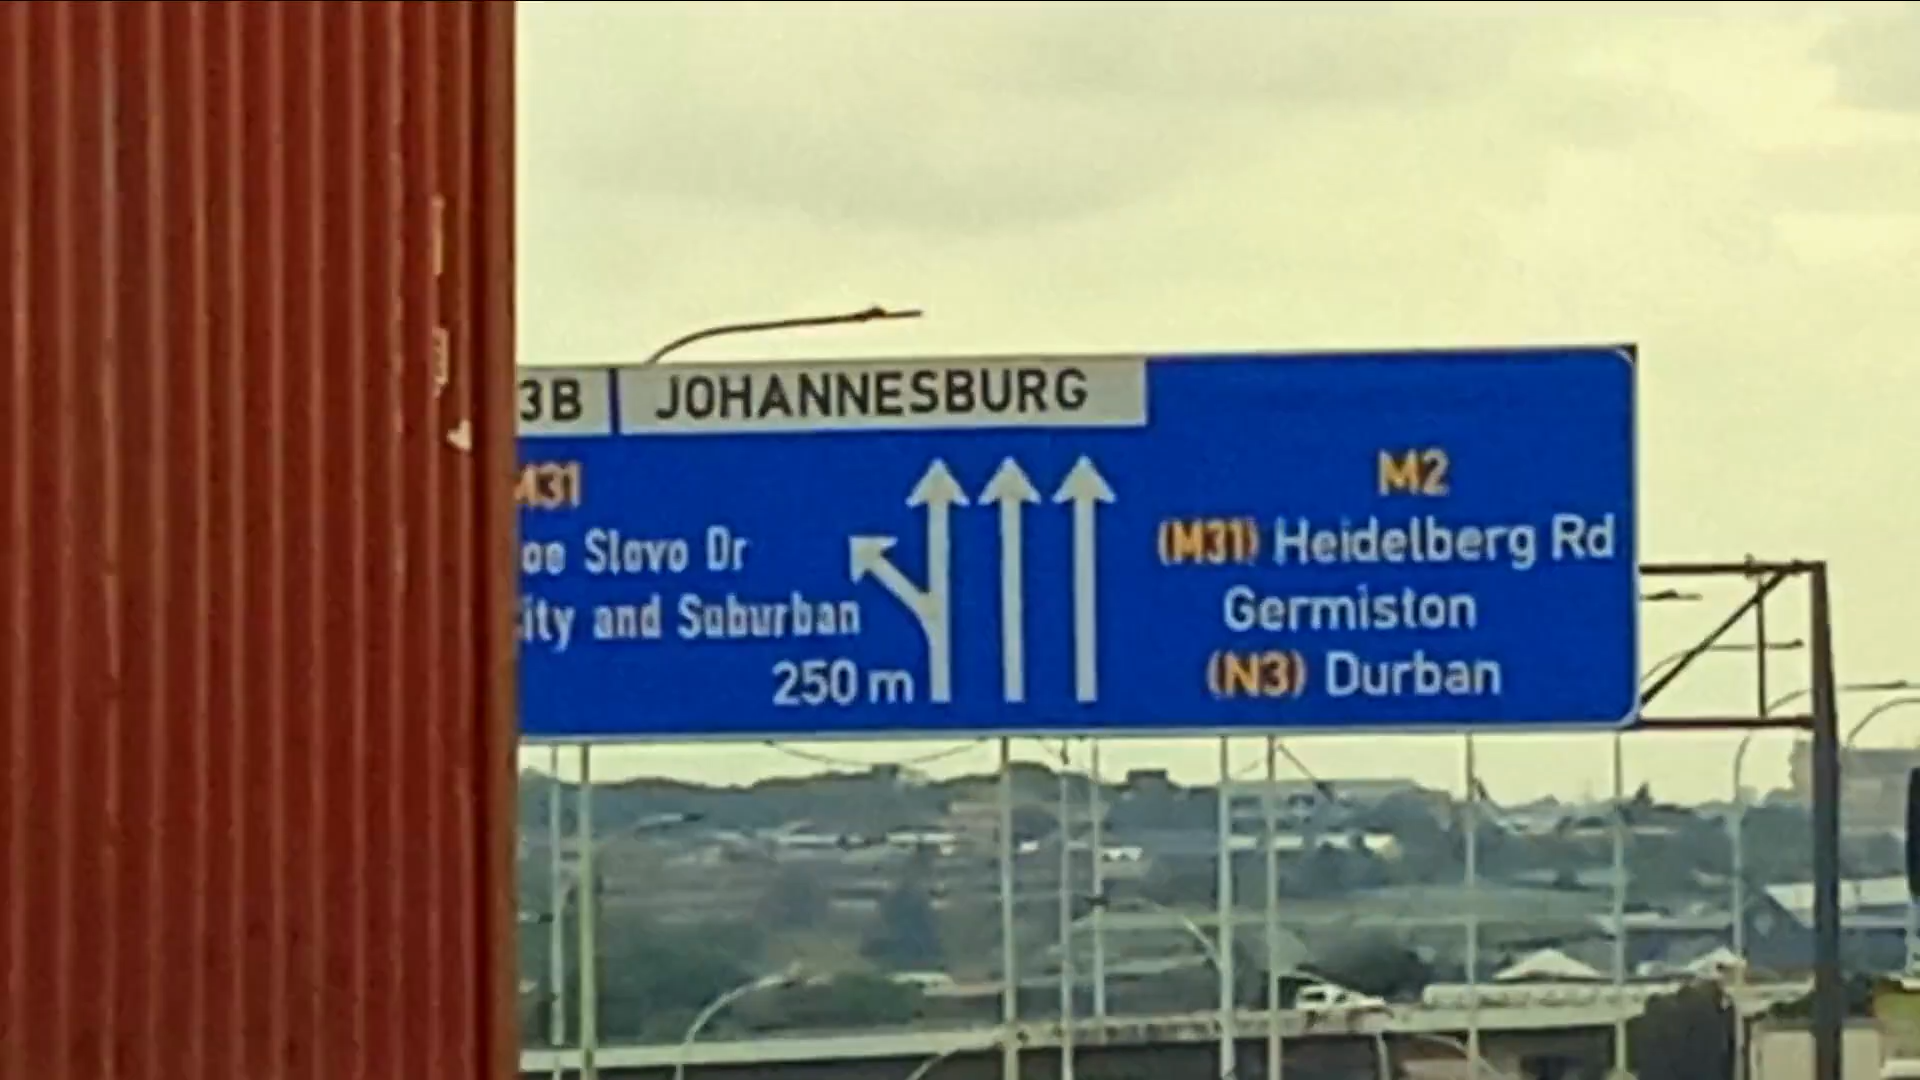 3B JOHANNESBURG
M31
oe Slovo Dr
ity and Suburban
250 m
M2
(M31) Heidelberg Rd
Germiston
(N3) Durban